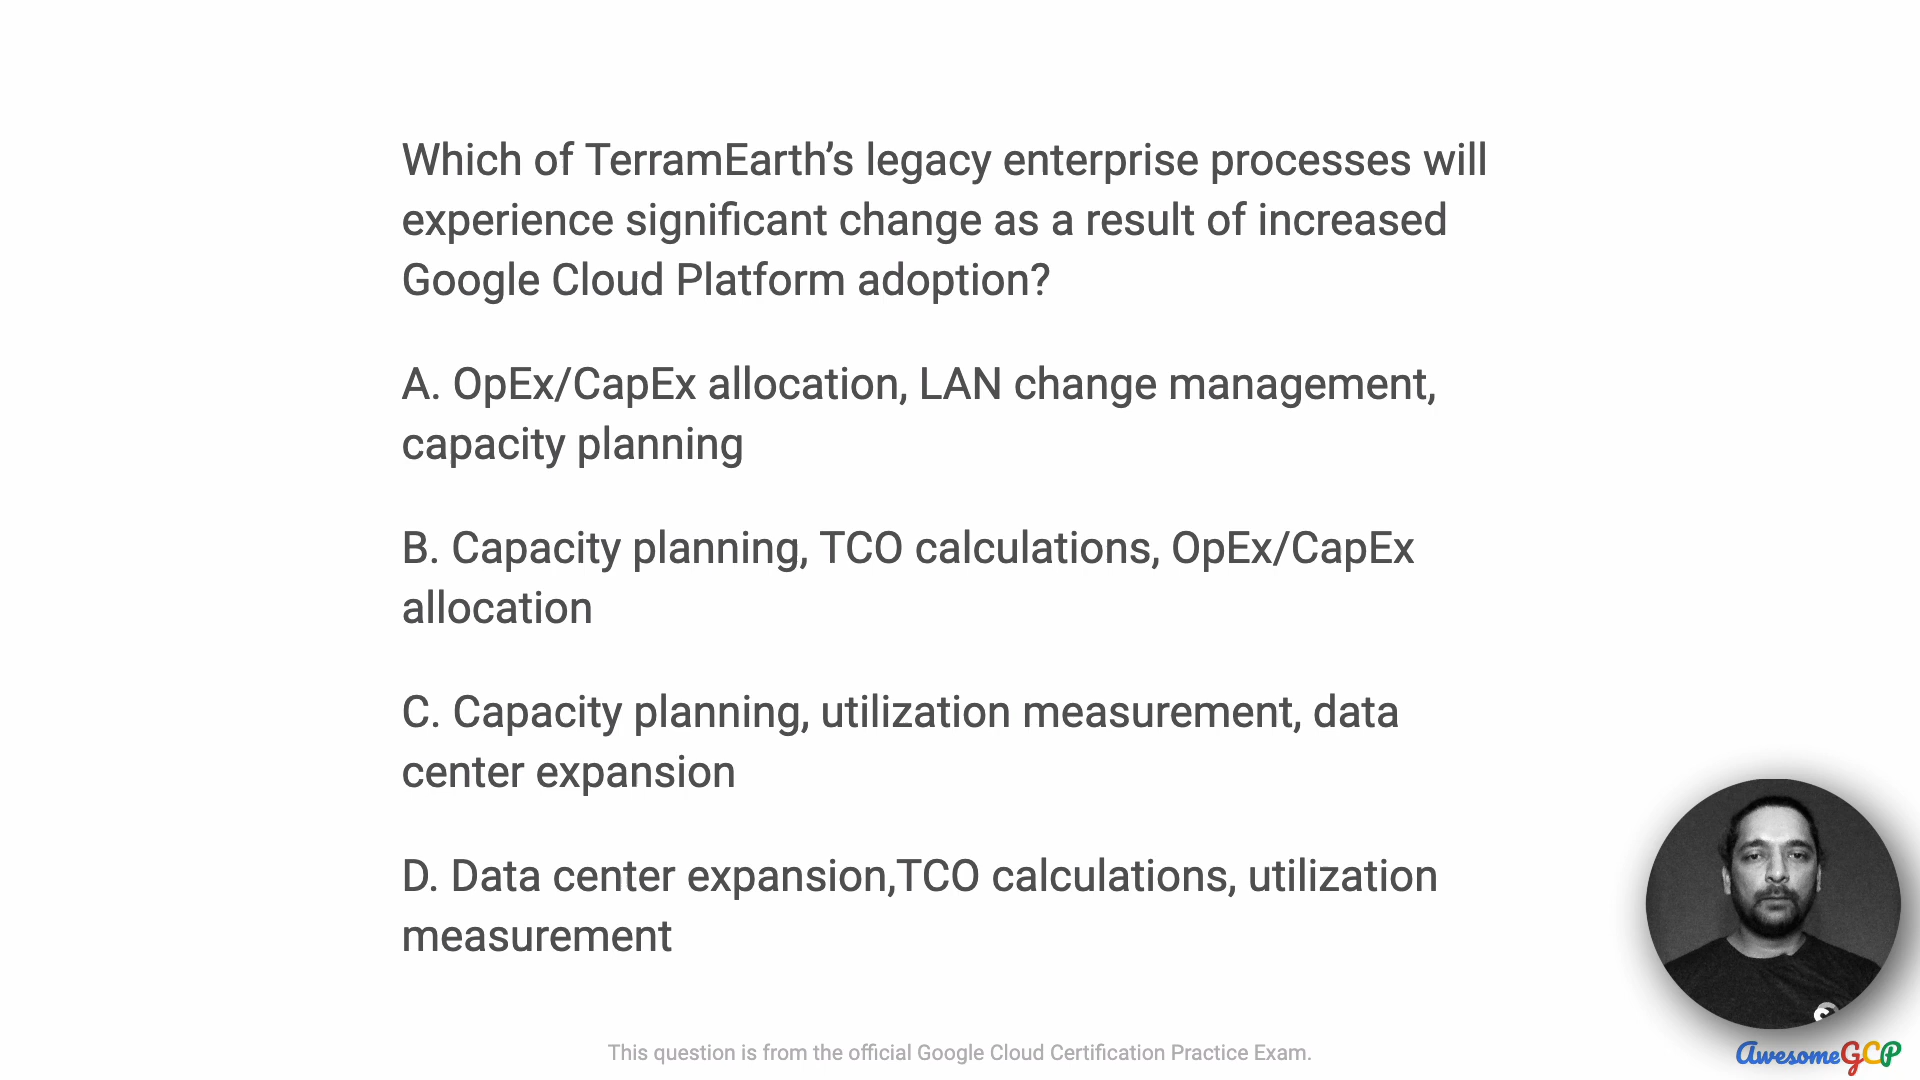 Which of TerramEarth’s legacy enterprise processes will
experience significant change as a result of increased
Google Cloud Platform adoption?
A. OpEx/CapEx allocation, LAN change management,
capacity planning
B. Capacity planning, TCO calculations, OpEx/CapEx
allocation
C. Capacity planning, utilization measurement, data
center expansion
D. Data center expansion,TCO calculations, utilization
measurement
This question is from the official Google Cloud Certification Practice Exam.
AwesomeGCP